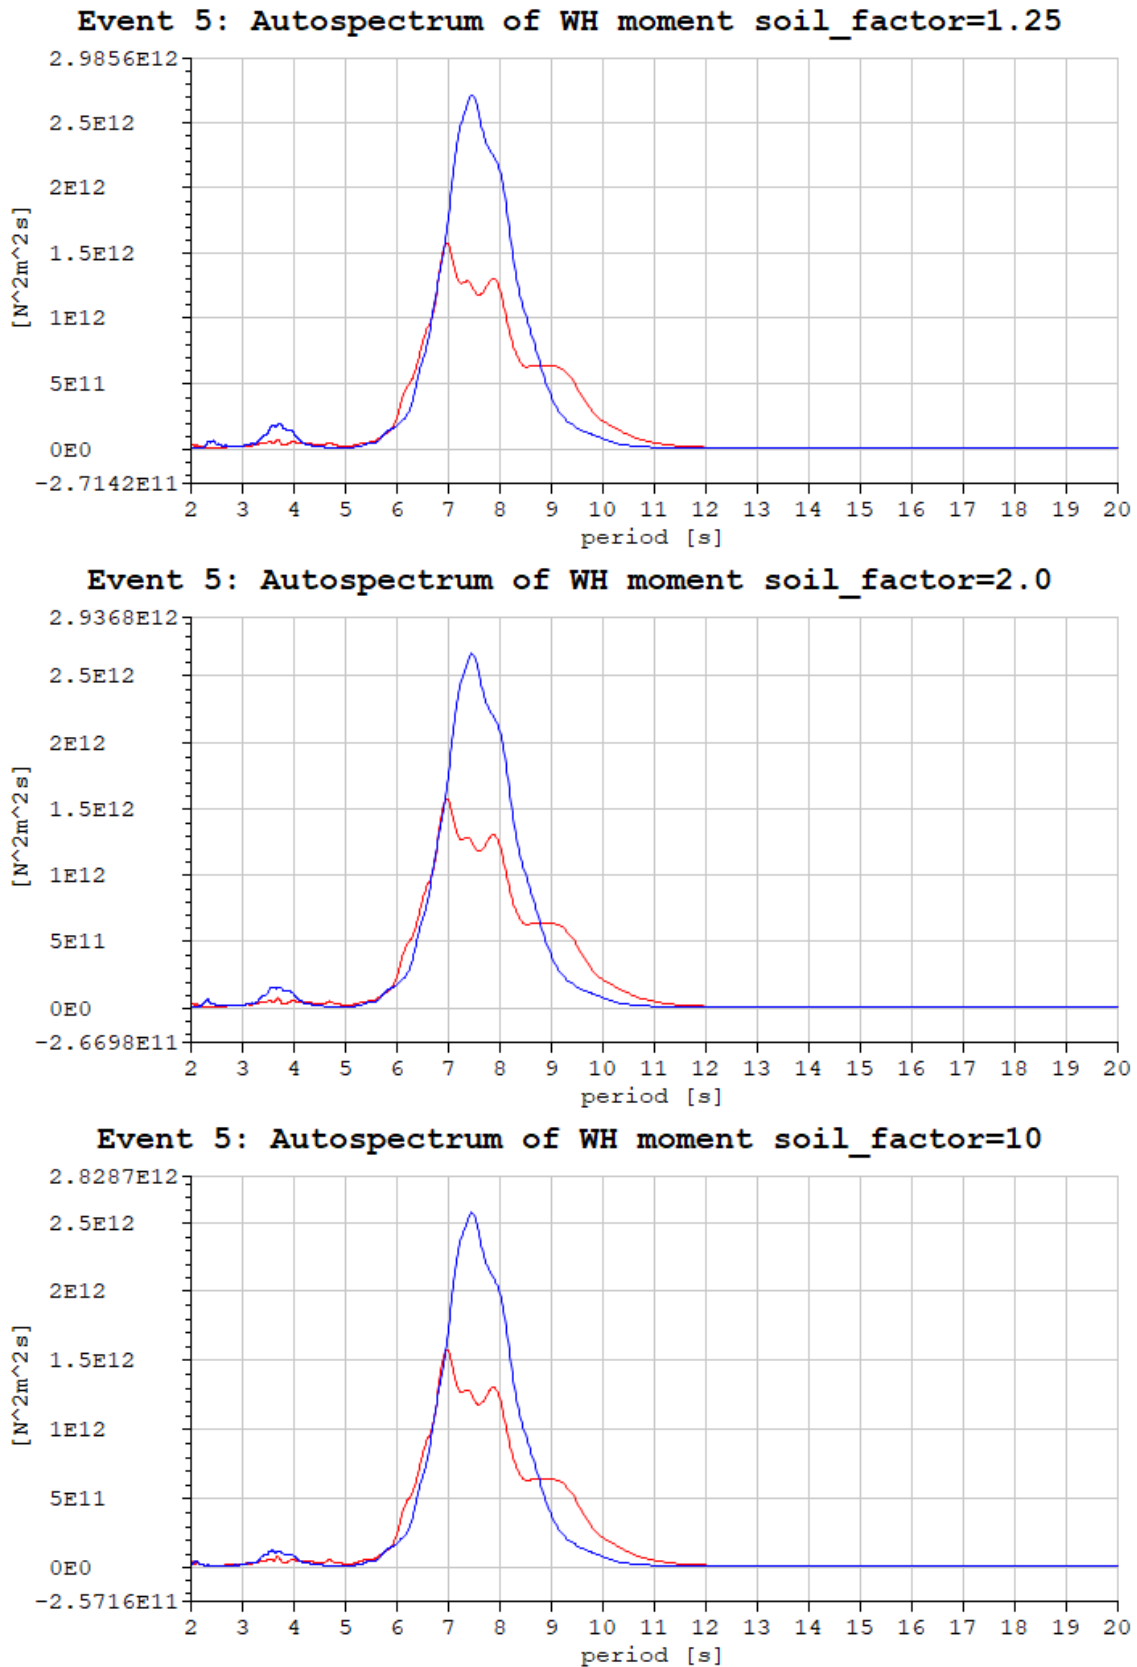 Event 5: Autospectrum of WH moment soil_factor=1.25
2.9856E12
2.5E12
2E12
1.5E12
1E12
5E11
0E0
-2.7142E11
[N^2m^2s]
2 3 4 5 6 7 8 9 10 11 12 13 14 15 16 17 18 19 20
period [s]
Event 5: Autospectrum of WH moment soil_factor=2.0
2.9368E12
2.5E12
2E12
1.5E12
1E12
5E11
0E0
-2.6698E11
[N^2m^2s]
2 3 4 5 6 7 8 9 10 11 12 13 14 15 16 17 18 19 20
period [s]
Event 5: Autospectrum of WH moment soil_factor=10
2.8287E12
2.5E12
2E12
1.5E12
1E12
5E11
0E0
-2.5716E11
[N^2m^2s]
2 3 4 5 6 7 8 9 10 11 12 13 14 15 16 17 18 19 20
period [s]